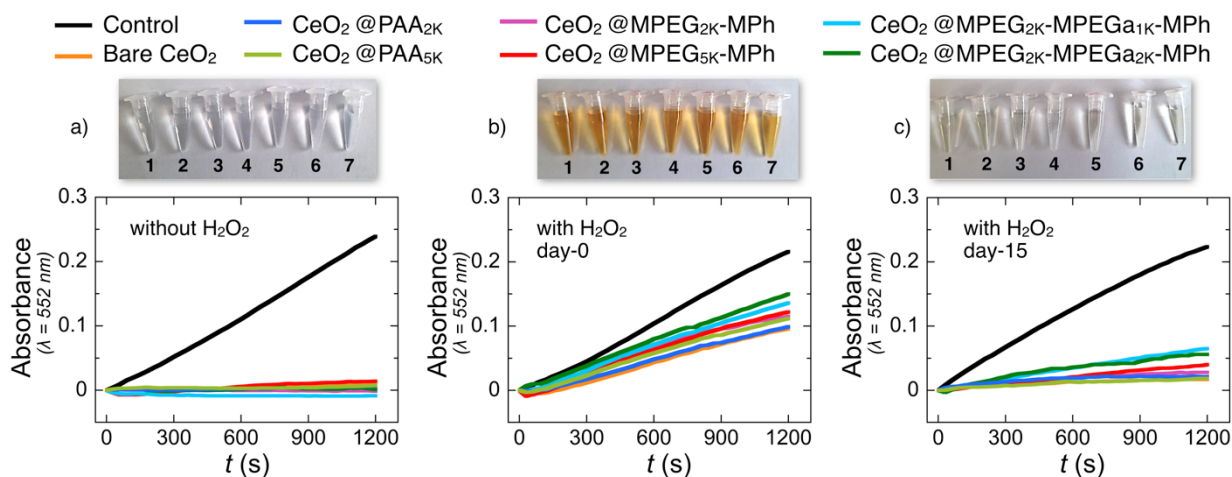 Control
CeO₂ @PAA₂ₖ
CeO₂ @MPEG₂ₖ-MPh
CeO₂ @MPEG₂ₖ-MPEGa₁ₖ-MPh
Bare CeO₂
CeO₂ @PAA₅ₖ
CeO₂ @MPEG₅ₖ-MPh
CeO₂ @MPEG₂ₖ-MPEGa₂ₖ-MPh
a)
1 2 3 4 5 6 7
0.3
0.2
0.1
0
without H₂O₂
Absorbance
(λ = 552 nm)
0 300 600 900 1200
t (s)
b)
1 2 3 4 5 6 7
0.3
0.2
0.1
0
with H₂O₂
day-0
Absorbance
(λ = 552 nm)
0 300 600 900 1200
t (s)
c)
1 2 3 4 5 6 7
0.3
0.2
0.1
0
with H₂O₂
day-15
Absorbance
(λ = 552 nm)
0 300 600 900 1200
t (s)